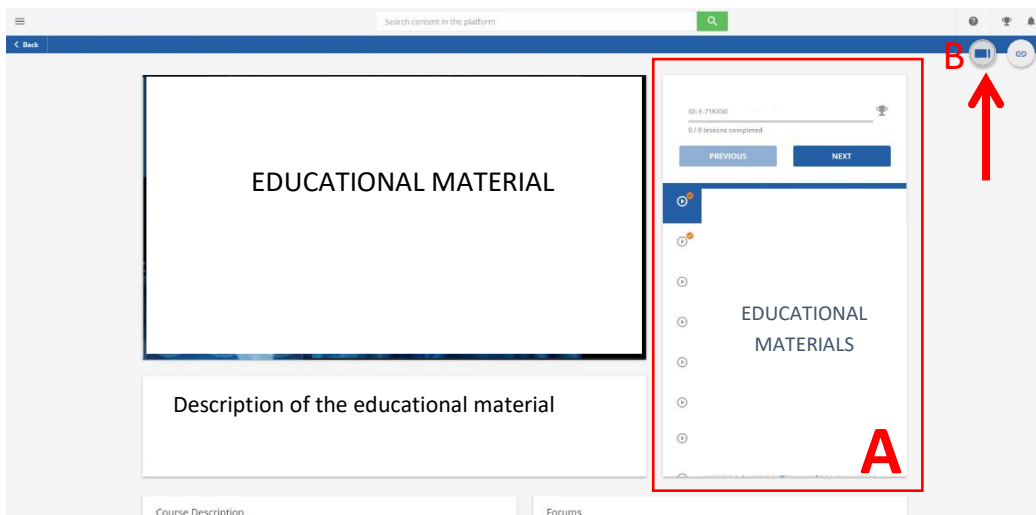 Search content in the platform
Back
B
ID: E-71K450
0 / 9 lessons completed
PREVIOUS
NEXT
EDUCATIONAL MATERIAL
EDUCATIONAL
MATERIALS
A
Description of the educational material
Course Description
Forums